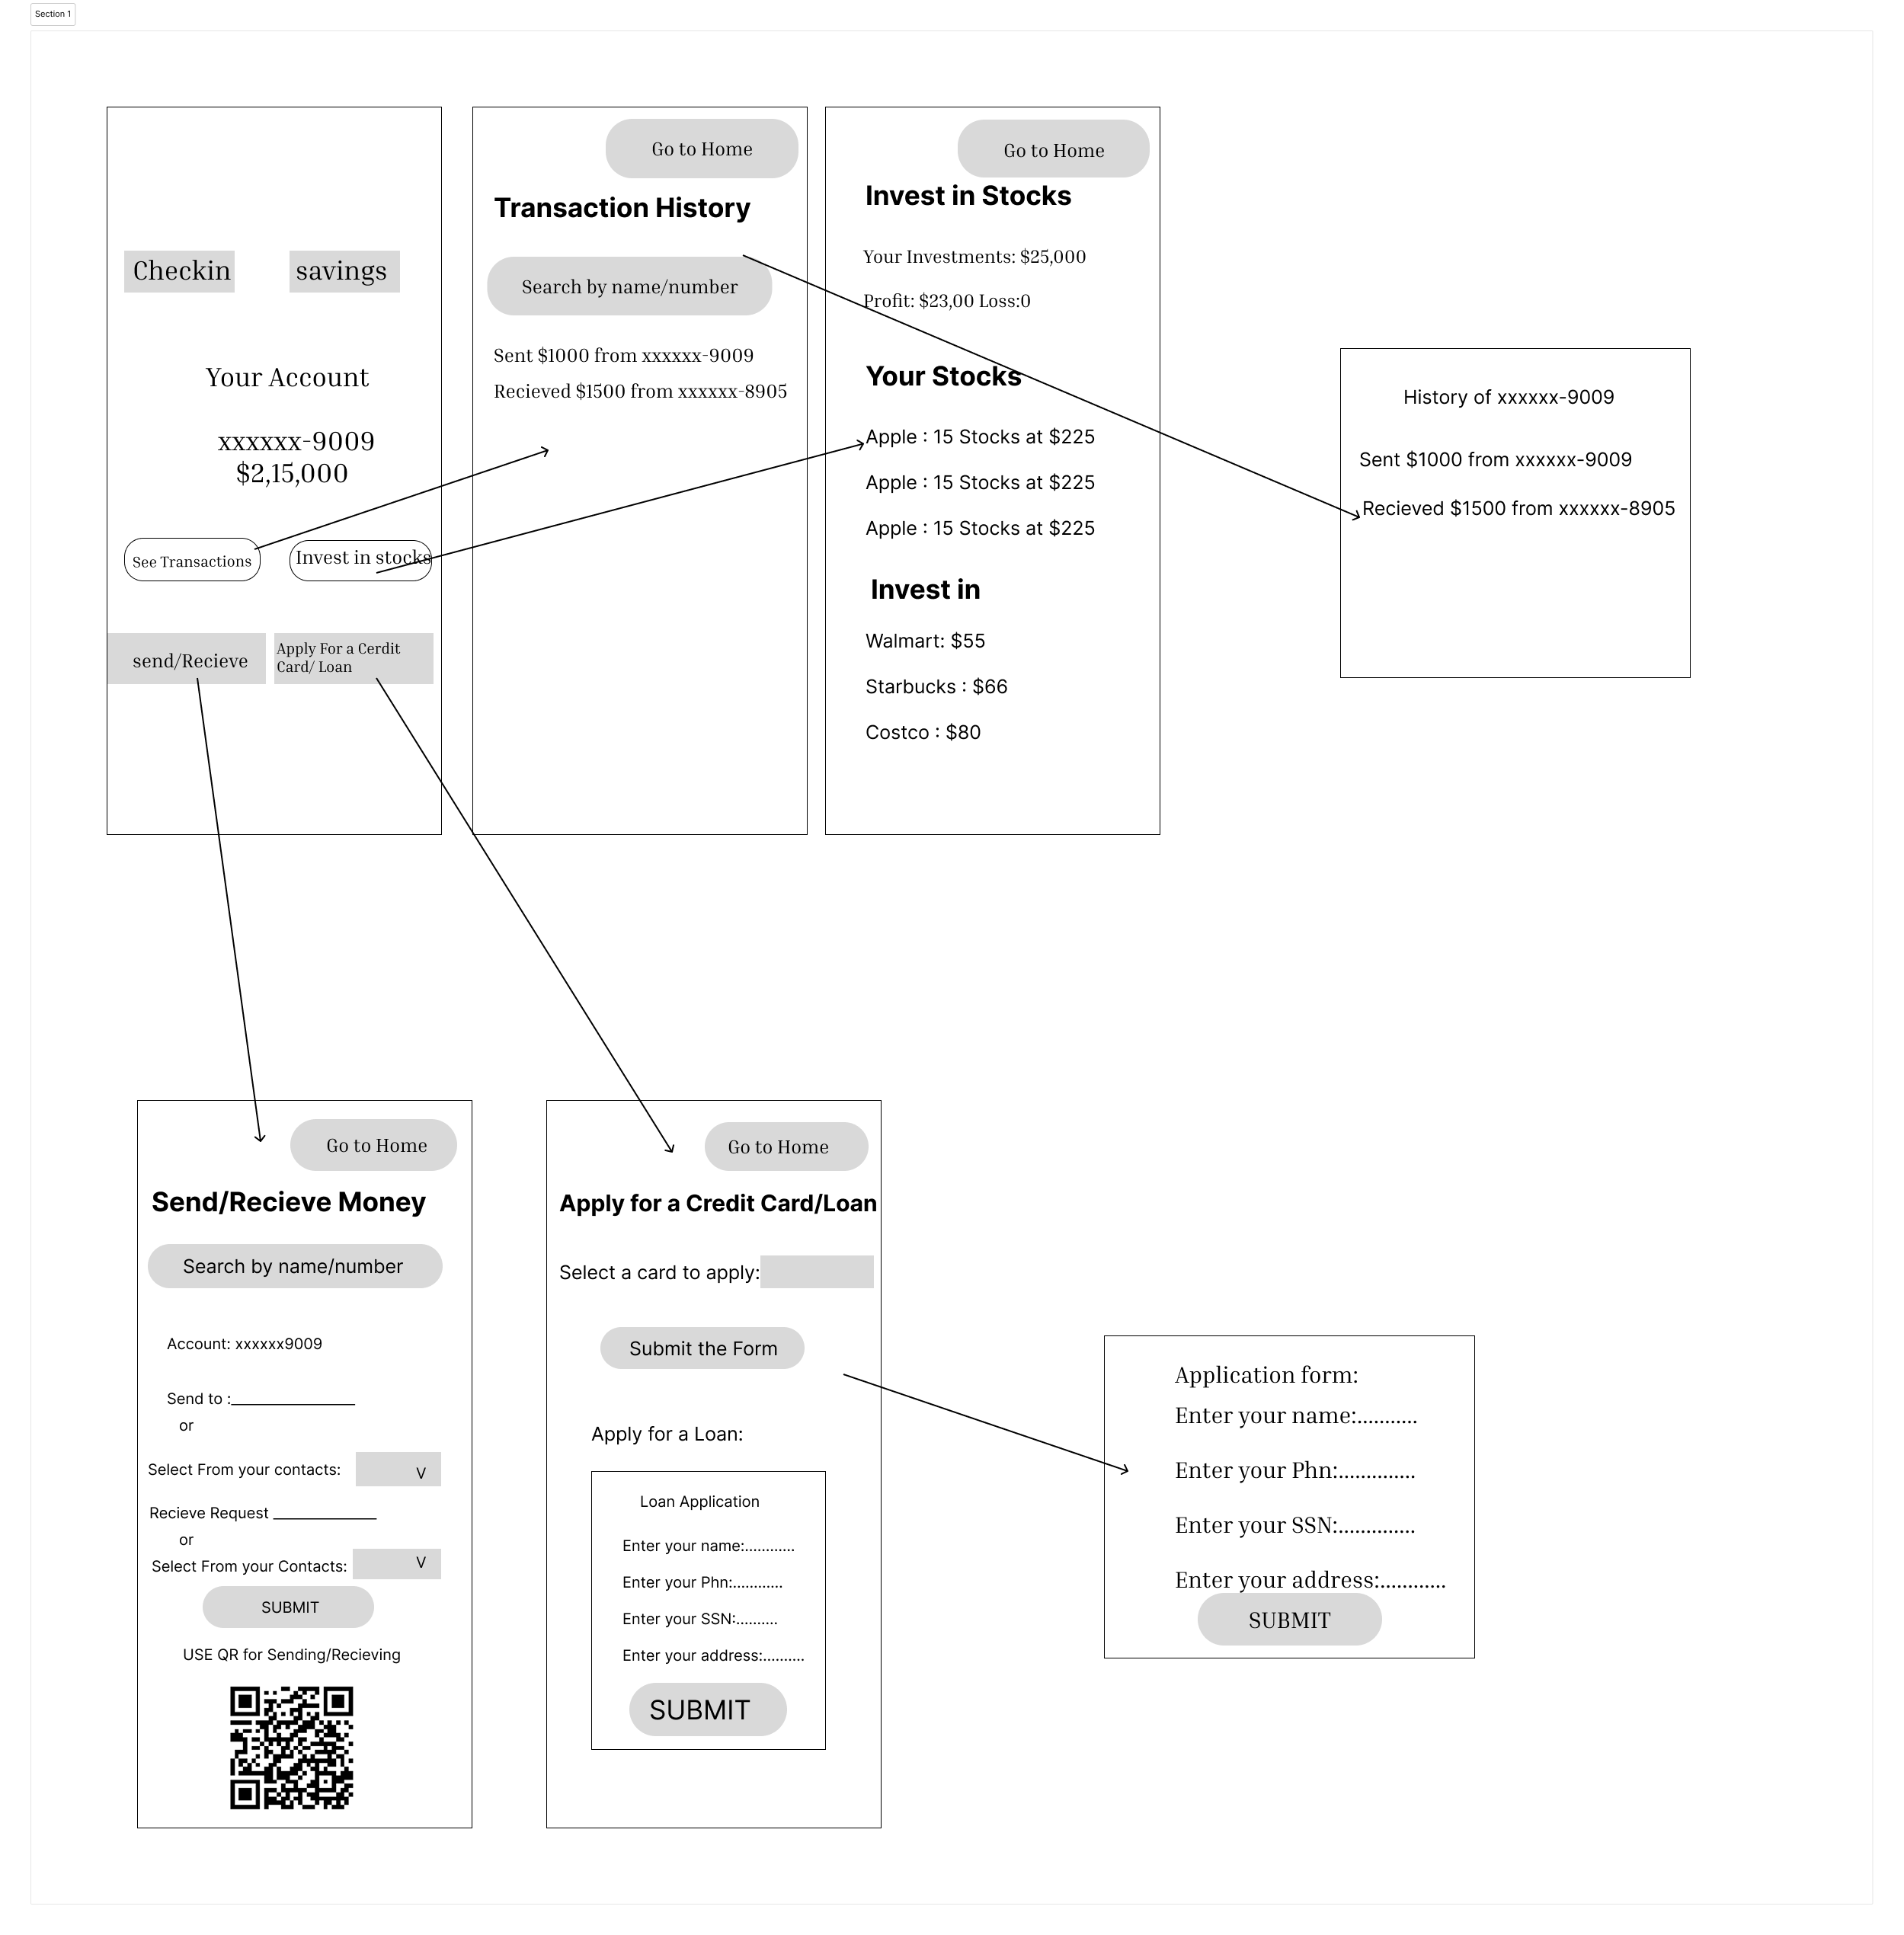 Section 1
Checkin
savings
Your Account
xxxxxx-9009
$2,15,000
See Transactions
Invest in stocks
send/Recieve
Apply For a Cerdit
Card/ Loan
Go to Home
Transaction History
Search by name/number
Sent $1000 from xxxxxx-9009
Recieved $1500 from xxxxxx-8905
Go to Home
Invest in Stocks
Your Investments: $25,000
Profit: $23,00 Loss:0
Your Stocks
Apple : 15 Stocks at $225
Apple : 15 Stocks at $225
Apple : 15 Stocks at $225
Invest in
Walmart: $55
Starbucks : $66
Costco : $80
History of xxxxxx-9009
Sent $1000 from xxxxxx-9009
Recieved $1500 from xxxxxx-8905
Go to Home
Send/Recieve Money
Search by name/number
Account: xxxxxx9009
Send to :
or
Select From your contacts:
V
Recieve Request
or
Select From your Contacts:
V
SUBMIT
USE QR for Sending/Recieving
Go to Home
Apply for a Credit Card/Loan
Select a card to apply:
Submit the Form
Apply for a Loan:
Loan Application
Enter your name:............
Enter your Phn:............
Enter your SSN:..........
Enter your address:..........
SUBMIT
Application form:
Enter your name:...........
Enter your Phn:..............
Enter your SSN:..............
Enter your address:............
SUBMIT